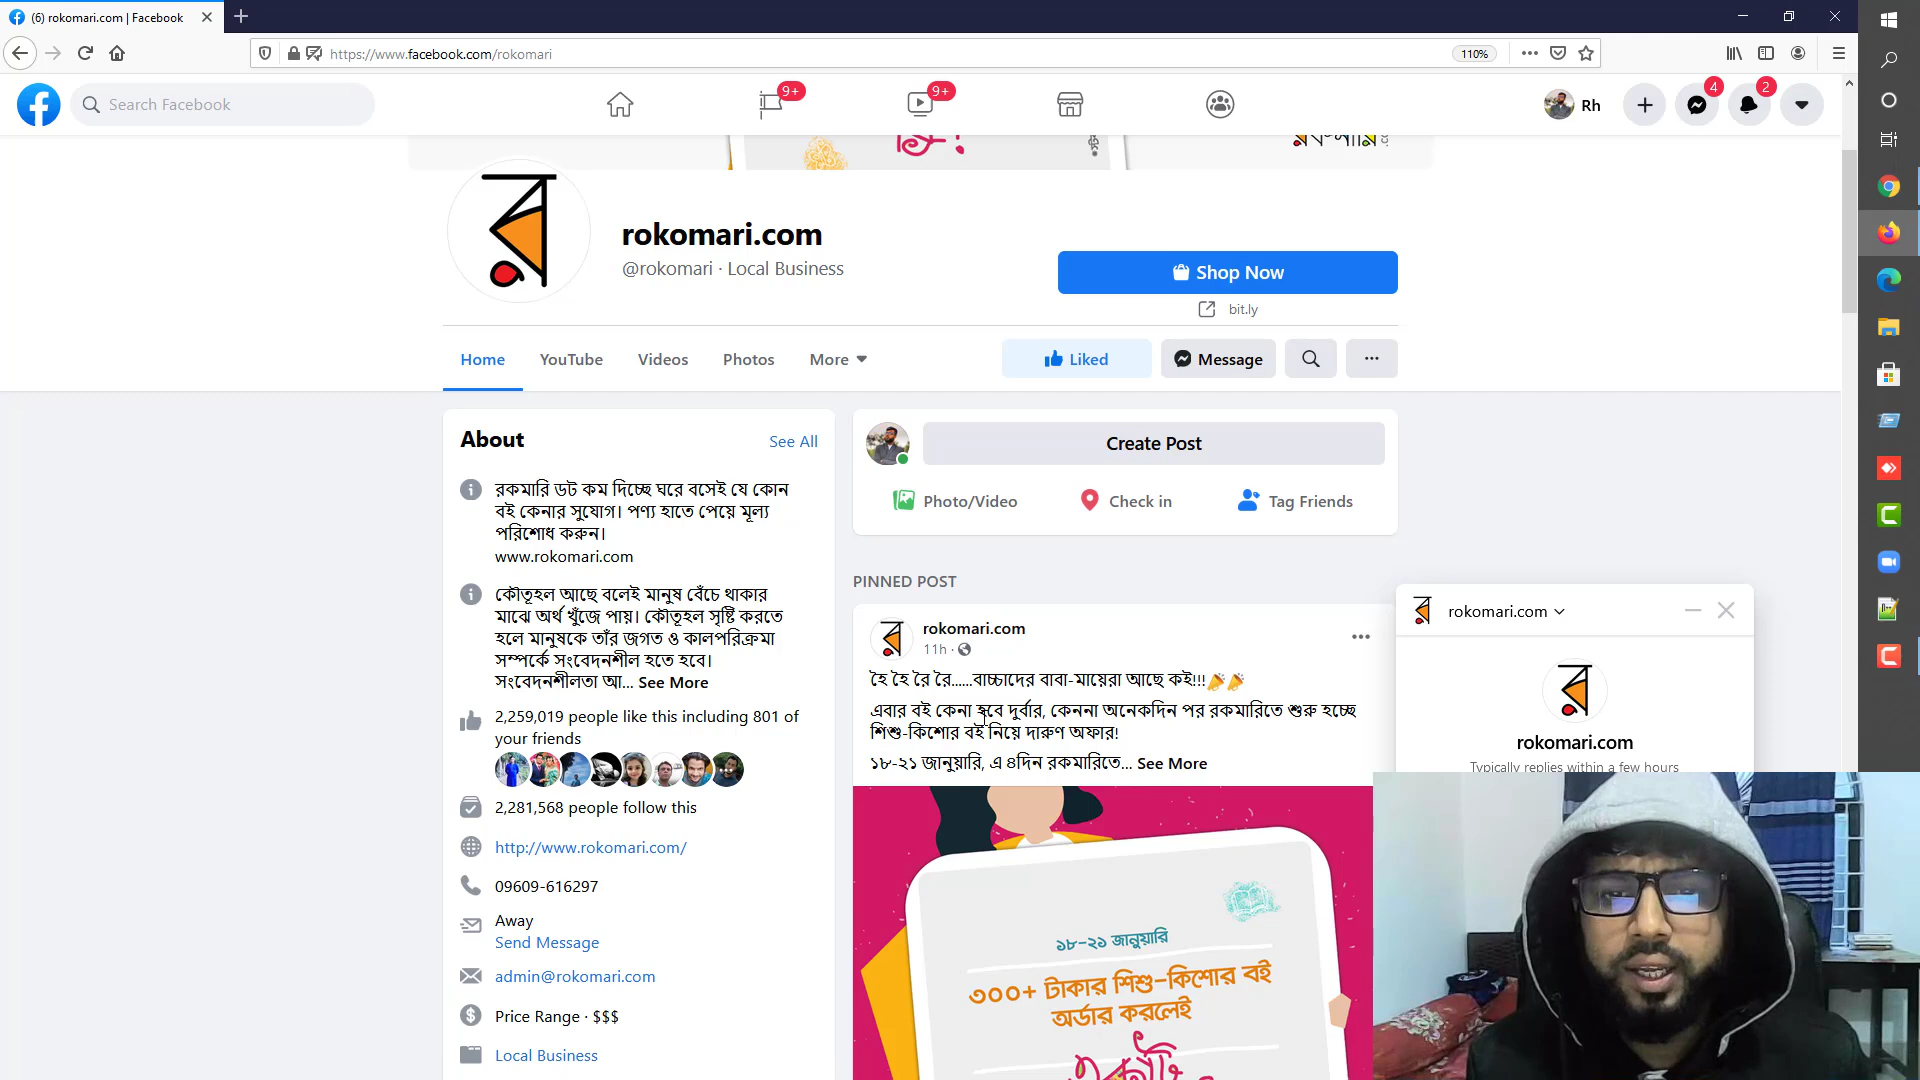 (6) rokomari.com | Facebook
https://www.facebook.com/rokomari
110%
Search Facebook
9+
9+
Rh
4
2
rokomari.com
@rokomari · Local Business
Shop Now
bit.ly
Home
YouTube
Videos
Photos
More
Liked
Message
About
See All
রকমারি ডট কম দিচ্ছে ঘরে বসেই যে কোন
বই কেনার সুযোগ। পণ্য হাতে পেয়ে মূল্য
পরিশোধ করুন।
www.rokomari.com
কৌতূহল আছে বলেই মানুষ বেঁচে থাকার
মাঝে অর্থ খুঁজে পায়। কৌতূহল সৃষ্টি করতে
হলে মানুষকে তাঁর জগত ও কালপরিক্রমা
সম্পর্কে সংবেদনশীল হতে হবে।
সংবেদনশীলতা আ... See More
2,259,019 people like this including 801 of
your friends
2,281,568 people follow this
http://www.rokomari.com/
09609-616297
Away
Send Message
admin@rokomari.com
Price Range · $$$
Local Business
Create Post
Photo/Video
Check in
Tag Friends
PINNED POST
rokomari.com
11h ·
হৈ হৈ রৈ রৈ......বাচ্চাদের বাবা-মায়েরা আছে কই!!!
এবার বই কেনা হবে দুর্বার, কেননা অনেকদিন পর রকমারিতে শুরু হচ্ছে
শিশু-কিশোর বই নিয়ে দারুণ অফার!
১৮-২১ জানুয়ারি, এ ৪দিন রকমারিতে... See More
১৮-২১ জানুয়ারি
৩০০+ টাকার শিশু-কিশোর বই
অর্ডার করলেই
rokomari.com
rokomari.com
Typically replies within a few hours